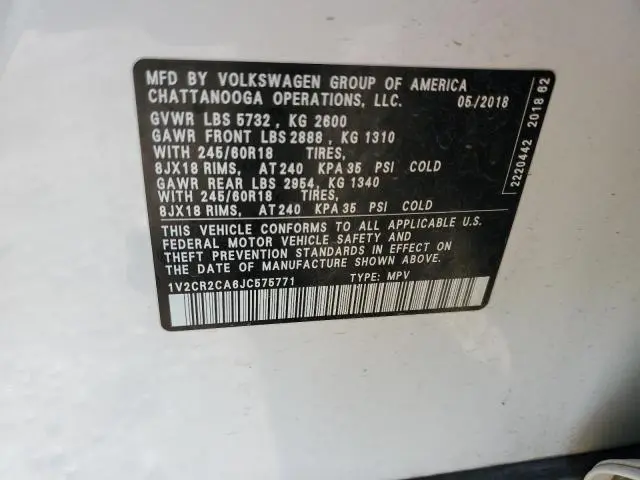 MFD BY VOLKSWAGEN GROUP OF AMERICA
CHATTANOOGA OPERATIONS, LLC. 05/2018
GVWR LBS 5732 , KG 2600
GAWR FRONT LBS 2888 , KG 1310
WITH 245/60R18 TIRES,
8JX18 RIMS, AT 240 KPA 35 PSI COLD
GAWR REAR LBS 2954, KG 1340
WITH 245/60R18 TIRES,
8JX18 RIMS, AT 240 KPA 35 PSI COLD
THIS VEHICLE CONFORMS TO ALL APPLICABLE U.S.
FEDERAL MOTOR VEHICLE SAFETY AND
THEFT PREVENTION STANDARDS IN EFFECT ON
THE DATE OF MANUFACTURE SHOWN ABOVE.
1V2CR2CA6JC575771 TYPE: MPV
2220442 2018 62